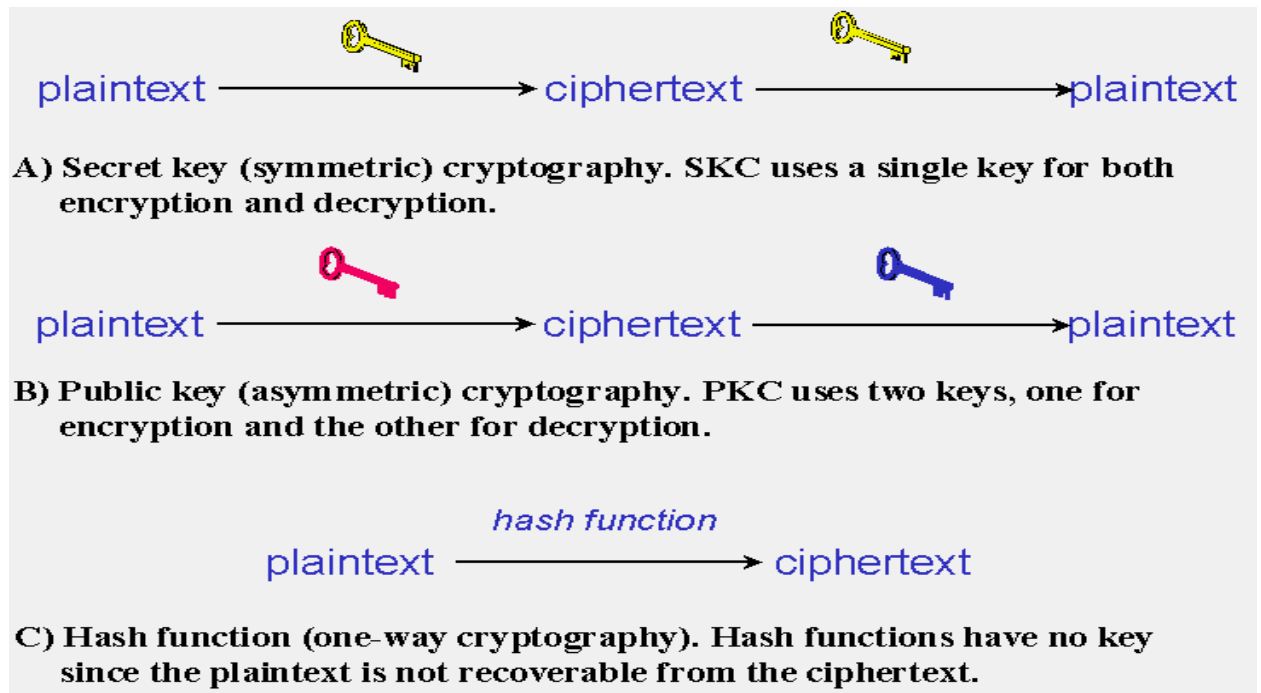 plaintext ciphertext plaintext
A) Secret key (symmetric) cryptography. SKC uses a single key for both
encryption and decryption.
plaintext ciphertext plaintext
B) Public key (asymmetric) cryptography. PKC uses two keys, one for
encryption and the other for decryption.
hash function
plaintext ciphertext
C) Hash function (one-way cryptography). Hash functions have no key
since the plaintext is not recoverable from the ciphertext.